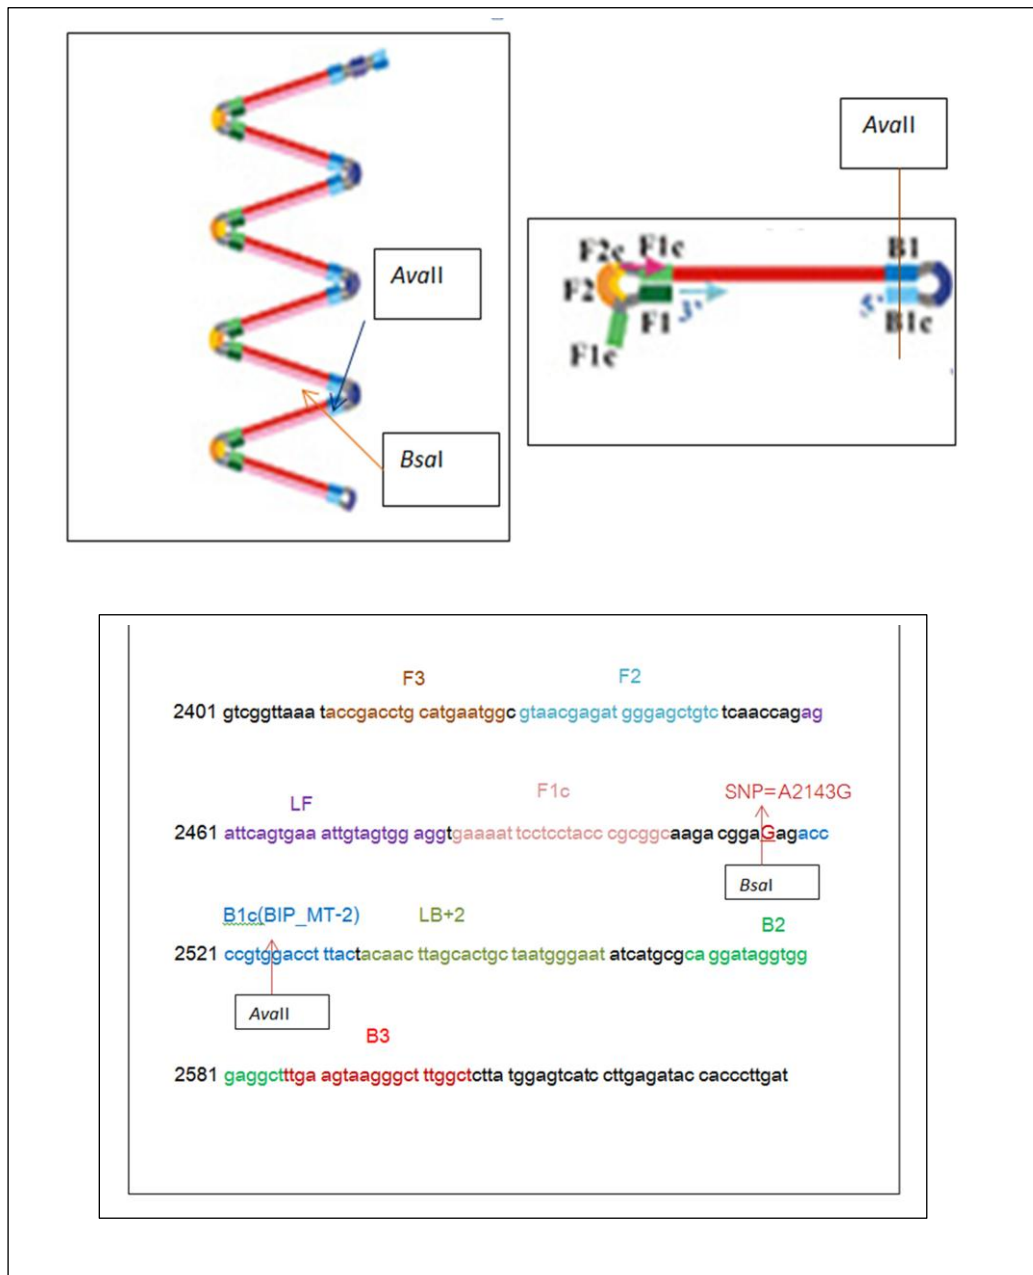 AvaII
AvaII
BsaI
F2c F1c B1
F2 F1 3' 5' B1c
F1c
F3 F2
2401 gtcggttaaa taccgacctg catgaatggc gtaacgagat gggagctgtc tcaaccagag
LF F1c SNP=A2143G
2461 attcagtgaa attgtagtgg aggtgaaaat tcctcctacc cgcggcaaga cggaGagacc
BsaI
B1c(BIP_MT-2) LB+2 B2
2521 ccgtggacct ttactacaac ttagcactgc taatgggaat atcatgcgca ggataggtgg
AvaII
B3
2581 gaggctttga agtaagggct ttggctctta tggagtcatc cttgagatac cacccttgat